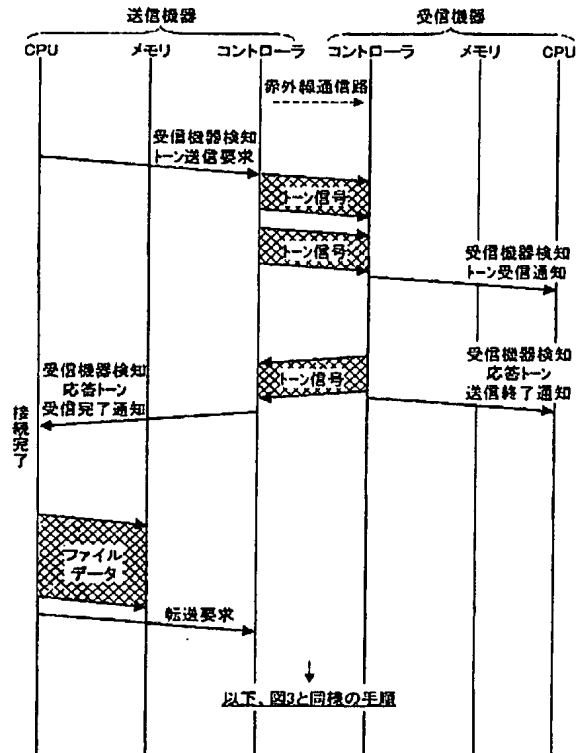 送信機器
受信機器
CPU
メモリ
コントローラ
コントローラ
メモリ
CPU
赤外線通信路
受信機器検知
トーン送信要求
トーン信号
トーン信号
受信機器検知
トーン受信通知
受信機器検知
応答トーン
送信終了通知
トーン信号
受信機器検知
応答トーン
受信完了通知
接続完了
ファイル
データ
転送要求
以下、図3と同様の手順